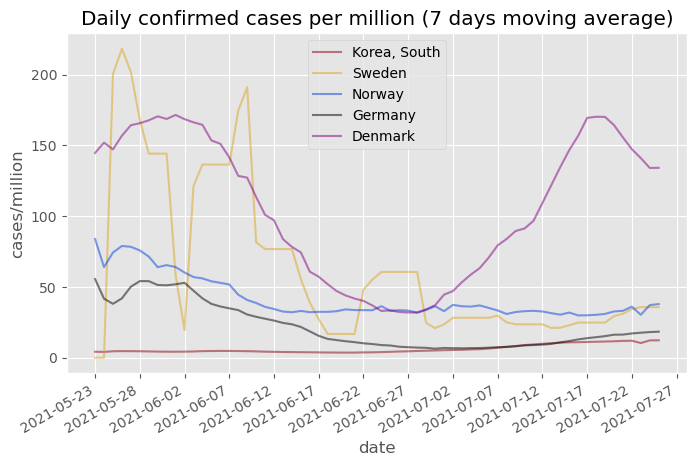 Daily confirmed cases per million (7 days moving average)
Korea, South
Sweden
Norway
Germany
Denmark
cases/million
200
150
100
50
0
2021-05-23
2021-05-28
2021-06-02
2021-06-07
2021-06-12
2021-06-17
2021-06-22
2021-06-27
2021-07-02
2021-07-07
2021-07-12
2021-07-17
2021-07-22
2021-07-27
date